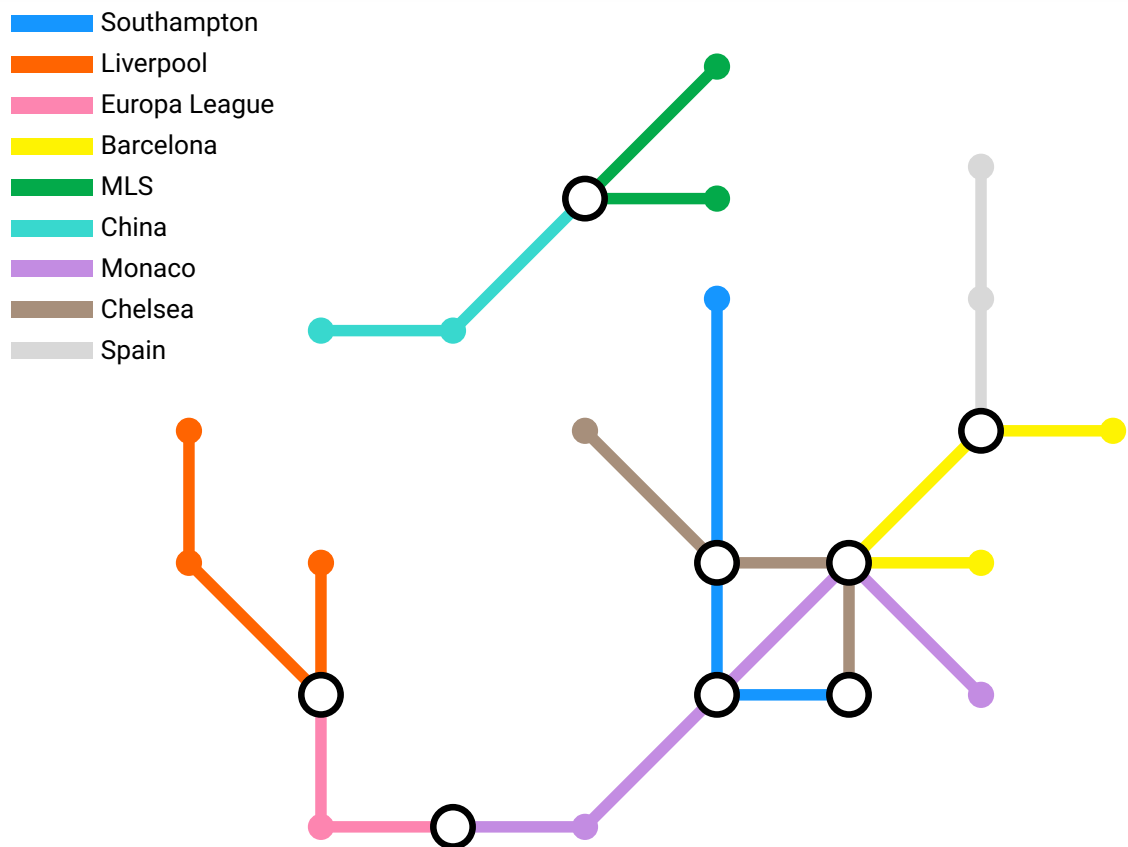 Southampton
Liverpool
Europa League
Barcelona
MLS
China
Monaco
Chelsea
Spain